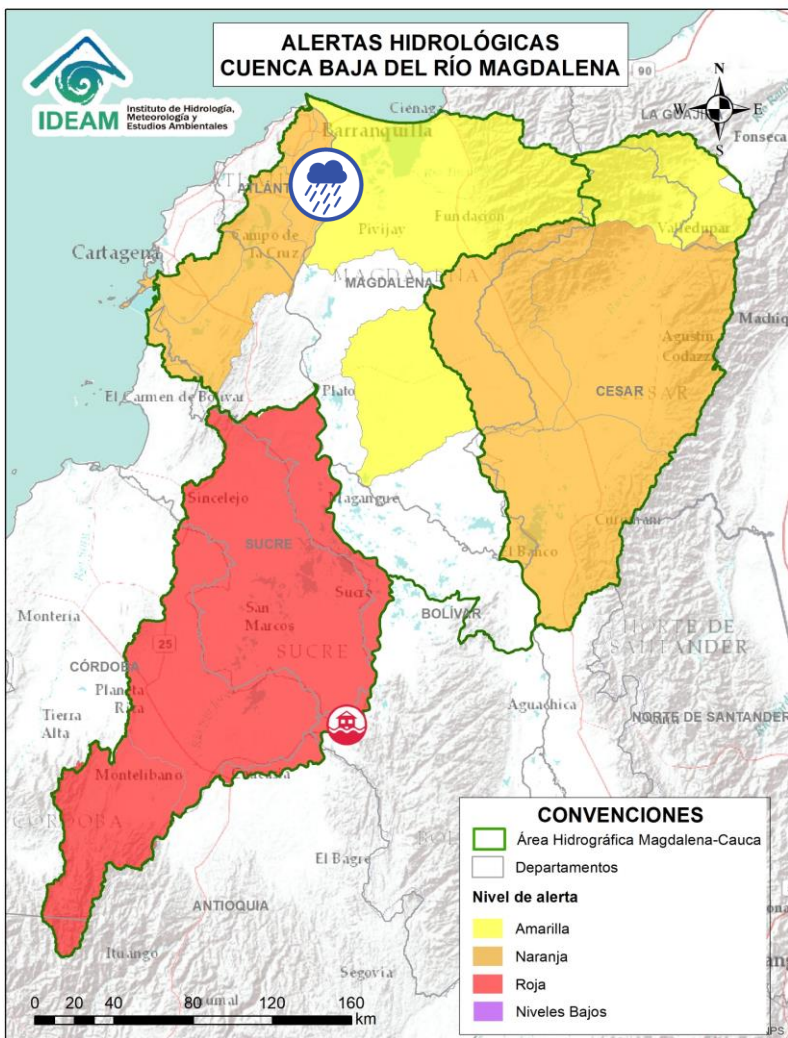 ALERTAS HIDROLÓGICAS
CUENCA BAJA DEL RÍO MAGDALENA
IDEAM
Instituto de Hidrología,
Meteorología y
Estudios Ambientales
90
N
W E
S
Ciénaga
LA GUAJIRA
Fonseca
Barranquilla
Pivijay
Fundación
Valledupar
Campo de
la Cruz
Cartagena
MAGDALENA
MAGDALENA
Agustín
Codazzi
CESAR
El Carmen de Bolívar
Plato
Sincelejo
Magangue
SUCRE
El Banco
Sucre
San
Marcos
BOLÍVAR
Montería
SUCRE
NORTE DE
SANTANDER
25
CÓRDOBA
Planeta
Rica
Aguachica
Tierra
Alta
NORTE DE SANTANDER
Montelibano
CÓRDOBA
El Bagre
ANTIOQUIA
Ituango
Segovia
0 20 40 80 120 160
km
CONVENCIONES
Área Hidrográfica Magdalena-Cauca
Departamentos
Nivel de alerta
Amarilla
Naranja
Roja
Niveles Bajos